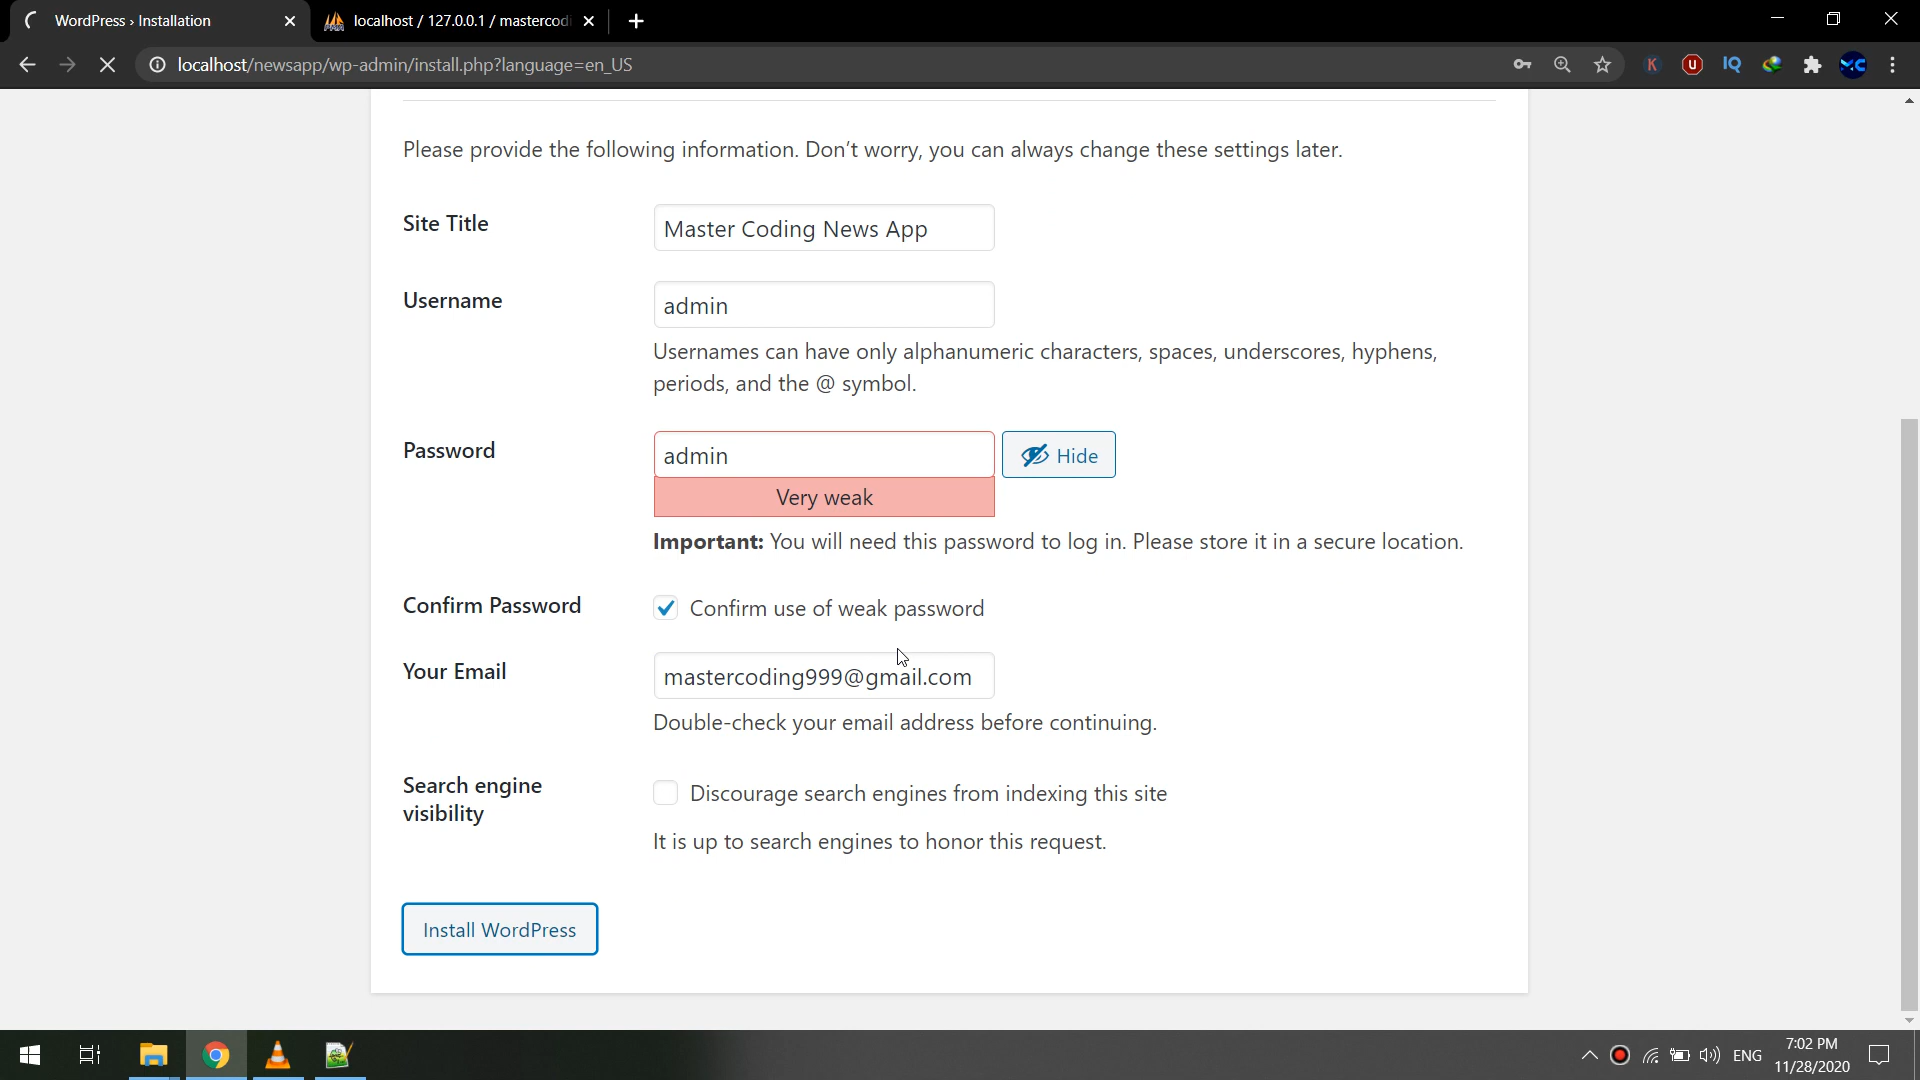 WordPress › Installation
localhost / 127.0.0.1 / mastercodi
localhost/newsapp/wp-admin/install.php?language=en_US
Please provide the following information. Don’t worry, you can always change these settings later.
Site Title
Master Coding News App
Username
admin
Usernames can have only alphanumeric characters, spaces, underscores, hyphens,
periods, and the @ symbol.
Password
admin
Hide
Very weak
Important: You will need this password to log in. Please store it in a secure location.
Confirm Password
Confirm use of weak password
Your Email
mastercoding999@gmail.com
Double-check your email address before continuing.
Search engine
visibility
Discourage search engines from indexing this site
It is up to search engines to honor this request.
Install WordPress
ENG
7:02 PM
11/28/2020